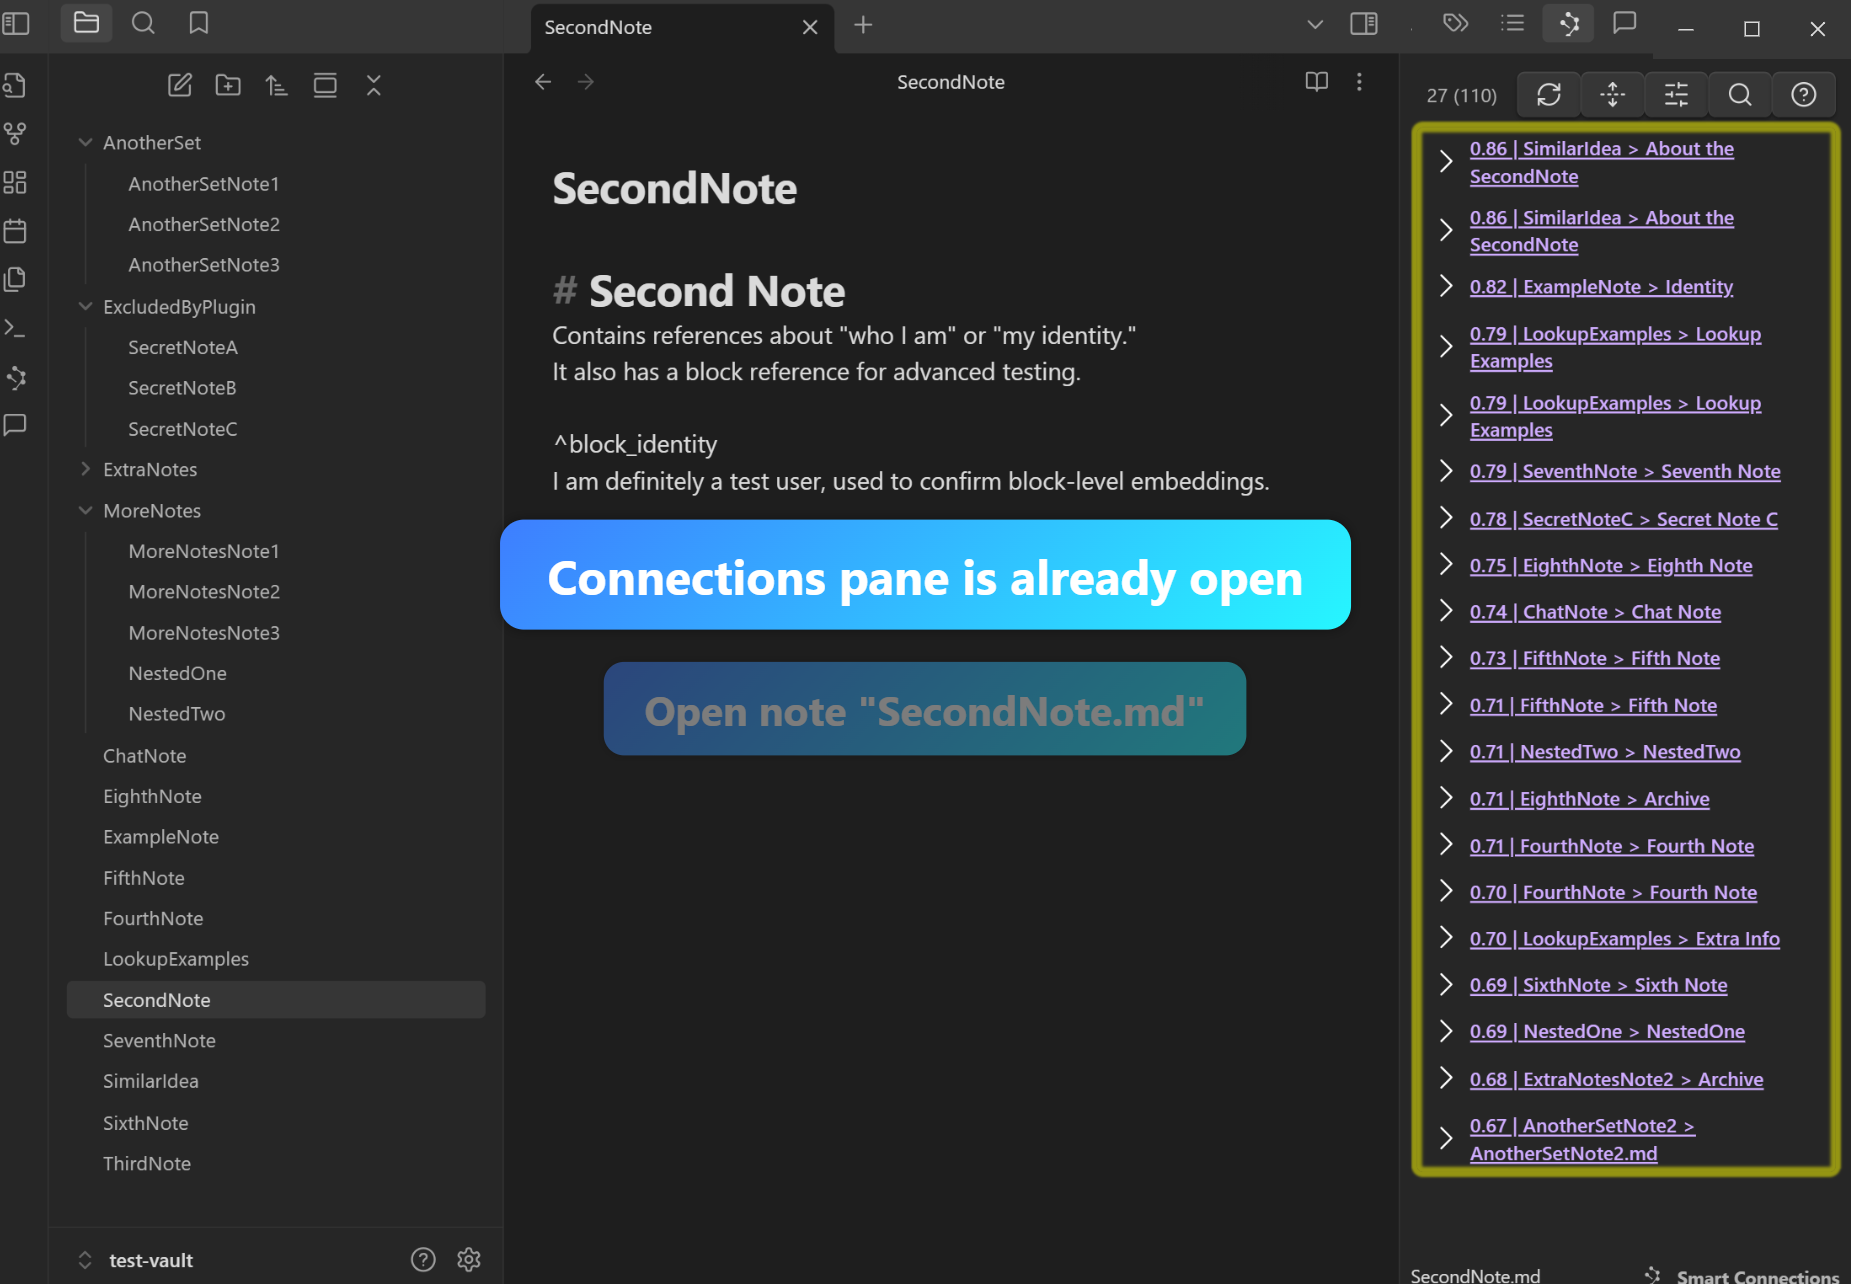 SecondNote
AnotherSet
AnotherSetNote1
AnotherSetNote2
AnotherSetNote3
ExcludedByPlugin
SecretNoteA
SecretNoteB
SecretNoteC
ExtraNotes
MoreNotes
MoreNotesNote1
MoreNotesNote2
MoreNotesNote3
NestedOne
NestedTwo
ChatNote
EighthNote
ExampleNote
FifthNote
FourthNote
LookupExamples
SecondNote
SeventhNote
SimilarIdea
SixthNote
ThirdNote
test-vault
SecondNote
SecondNote
# Second Note
Contains references about "who I am" or "my identity."
It also has a block reference for advanced testing.
^block_identity
I am definitely a test user, used to confirm block-level embeddings.
Connections pane is already open
Open note "SecondNote.md"
27 (110)
0.86 | SimilarIdea > About the
SecondNote
0.86 | SimilarIdea > About the
SecondNote
0.82 | ExampleNote > Identity
0.79 | LookupExamples > Lookup
Examples
0.79 | LookupExamples > Lookup
Examples
0.79 | SeventhNote > Seventh Note
0.78 | SecretNoteC > Secret Note C
0.75 | EighthNote > Eighth Note
0.74 | ChatNote > Chat Note
0.73 | FifthNote > Fifth Note
0.71 | FifthNote > Fifth Note
0.71 | NestedTwo > NestedTwo
0.71 | EighthNote > Archive
0.71 | FourthNote > Fourth Note
0.70 | FourthNote > Fourth Note
0.70 | LookupExamples > Extra Info
0.69 | SixthNote > Sixth Note
0.69 | NestedOne > NestedOne
0.68 | ExtraNotesNote2 > Archive
0.67 | AnotherSetNote2 >
AnotherSetNote2.md
SecondNote.md
Smart Connections